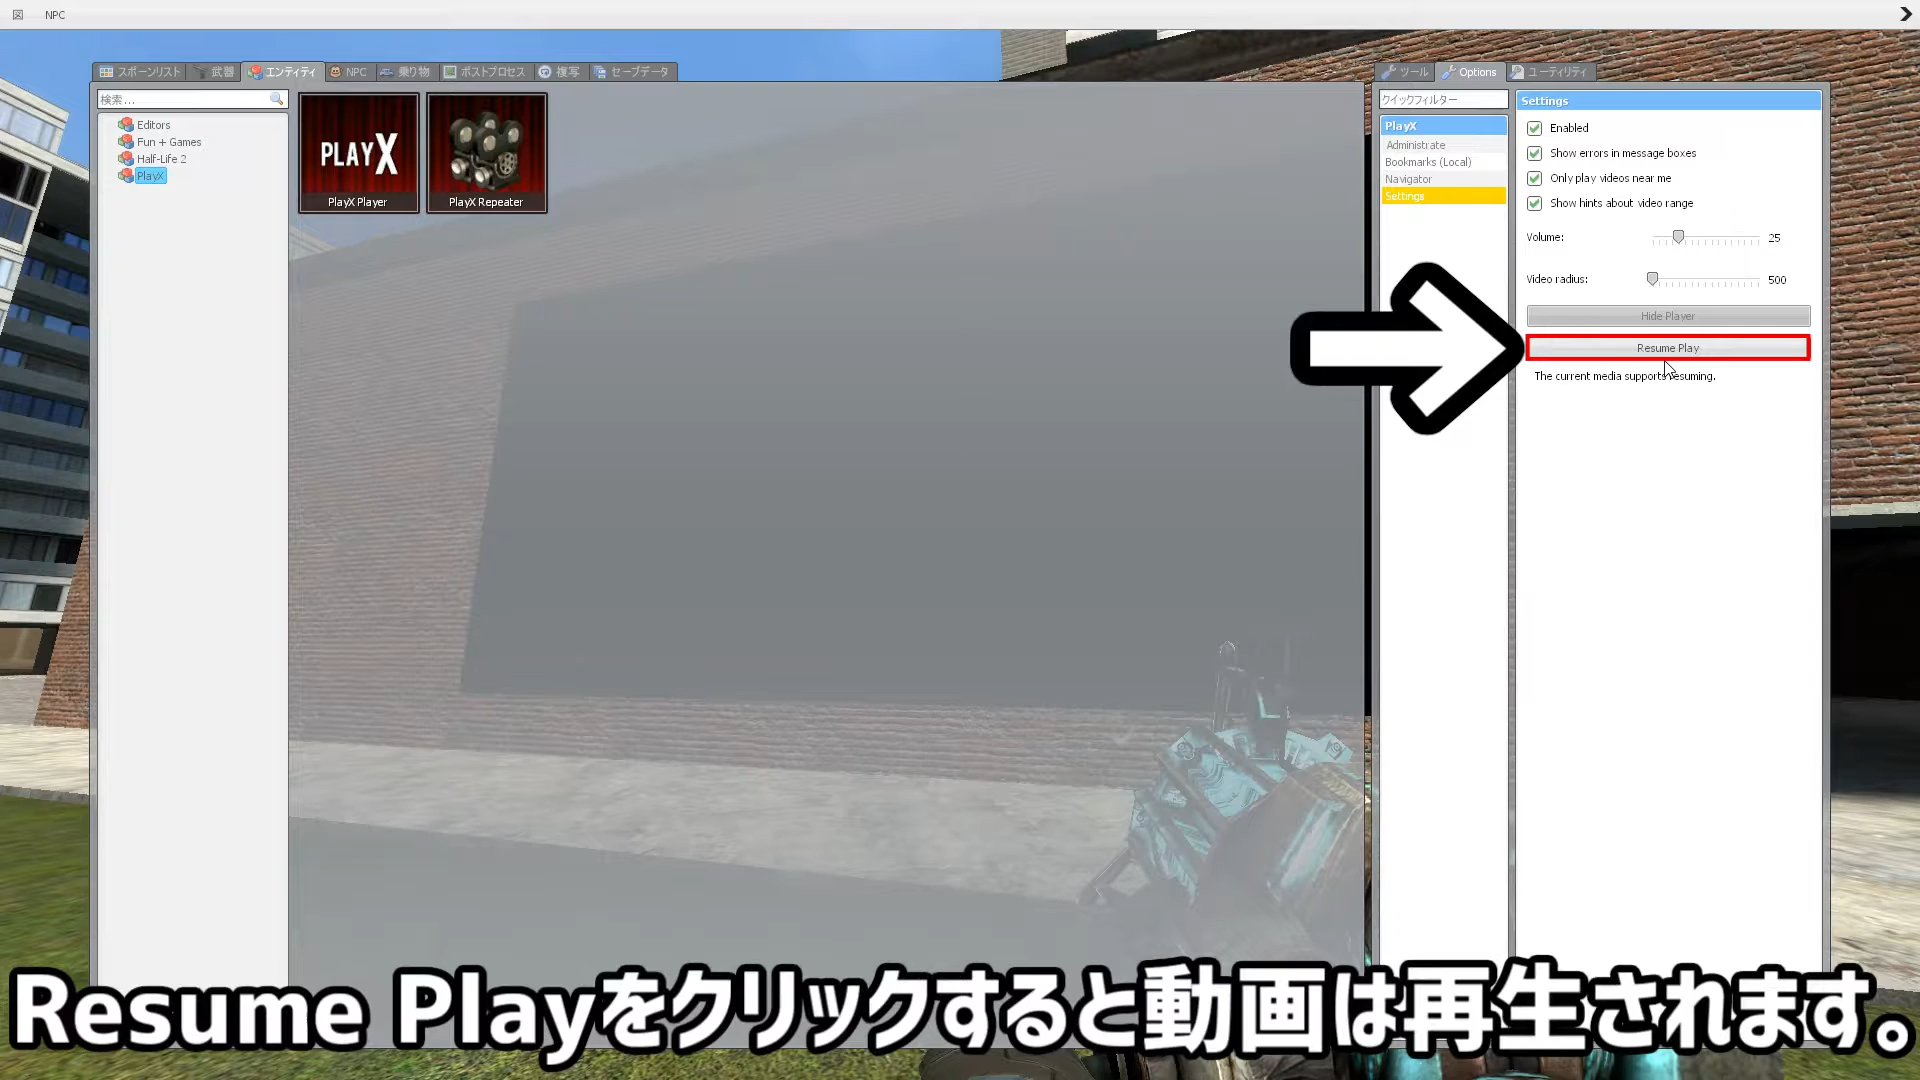 図 NPC
スポーンリスト 武器 エンティティ NPC 乗り物 ポストプロセス 複写 セーブデータ
ツール Options ユーティリティ
検索...
Editors
Fun + Games
Half-Life 2
PlayX
PLAYX
PlayX Player
PlayX Repeater
クイックフィルター
PlayX
Administrate
Bookmarks (Local)
Navigator
Settings
Settings
Enabled
Show errors in message boxes
Only play videos near me
Show hints about video range
Volume: 25
Video radius: 500
Hide Player
Resume Play
The current media supports resuming.
Resume Playをクリックすると動画は再生されます。